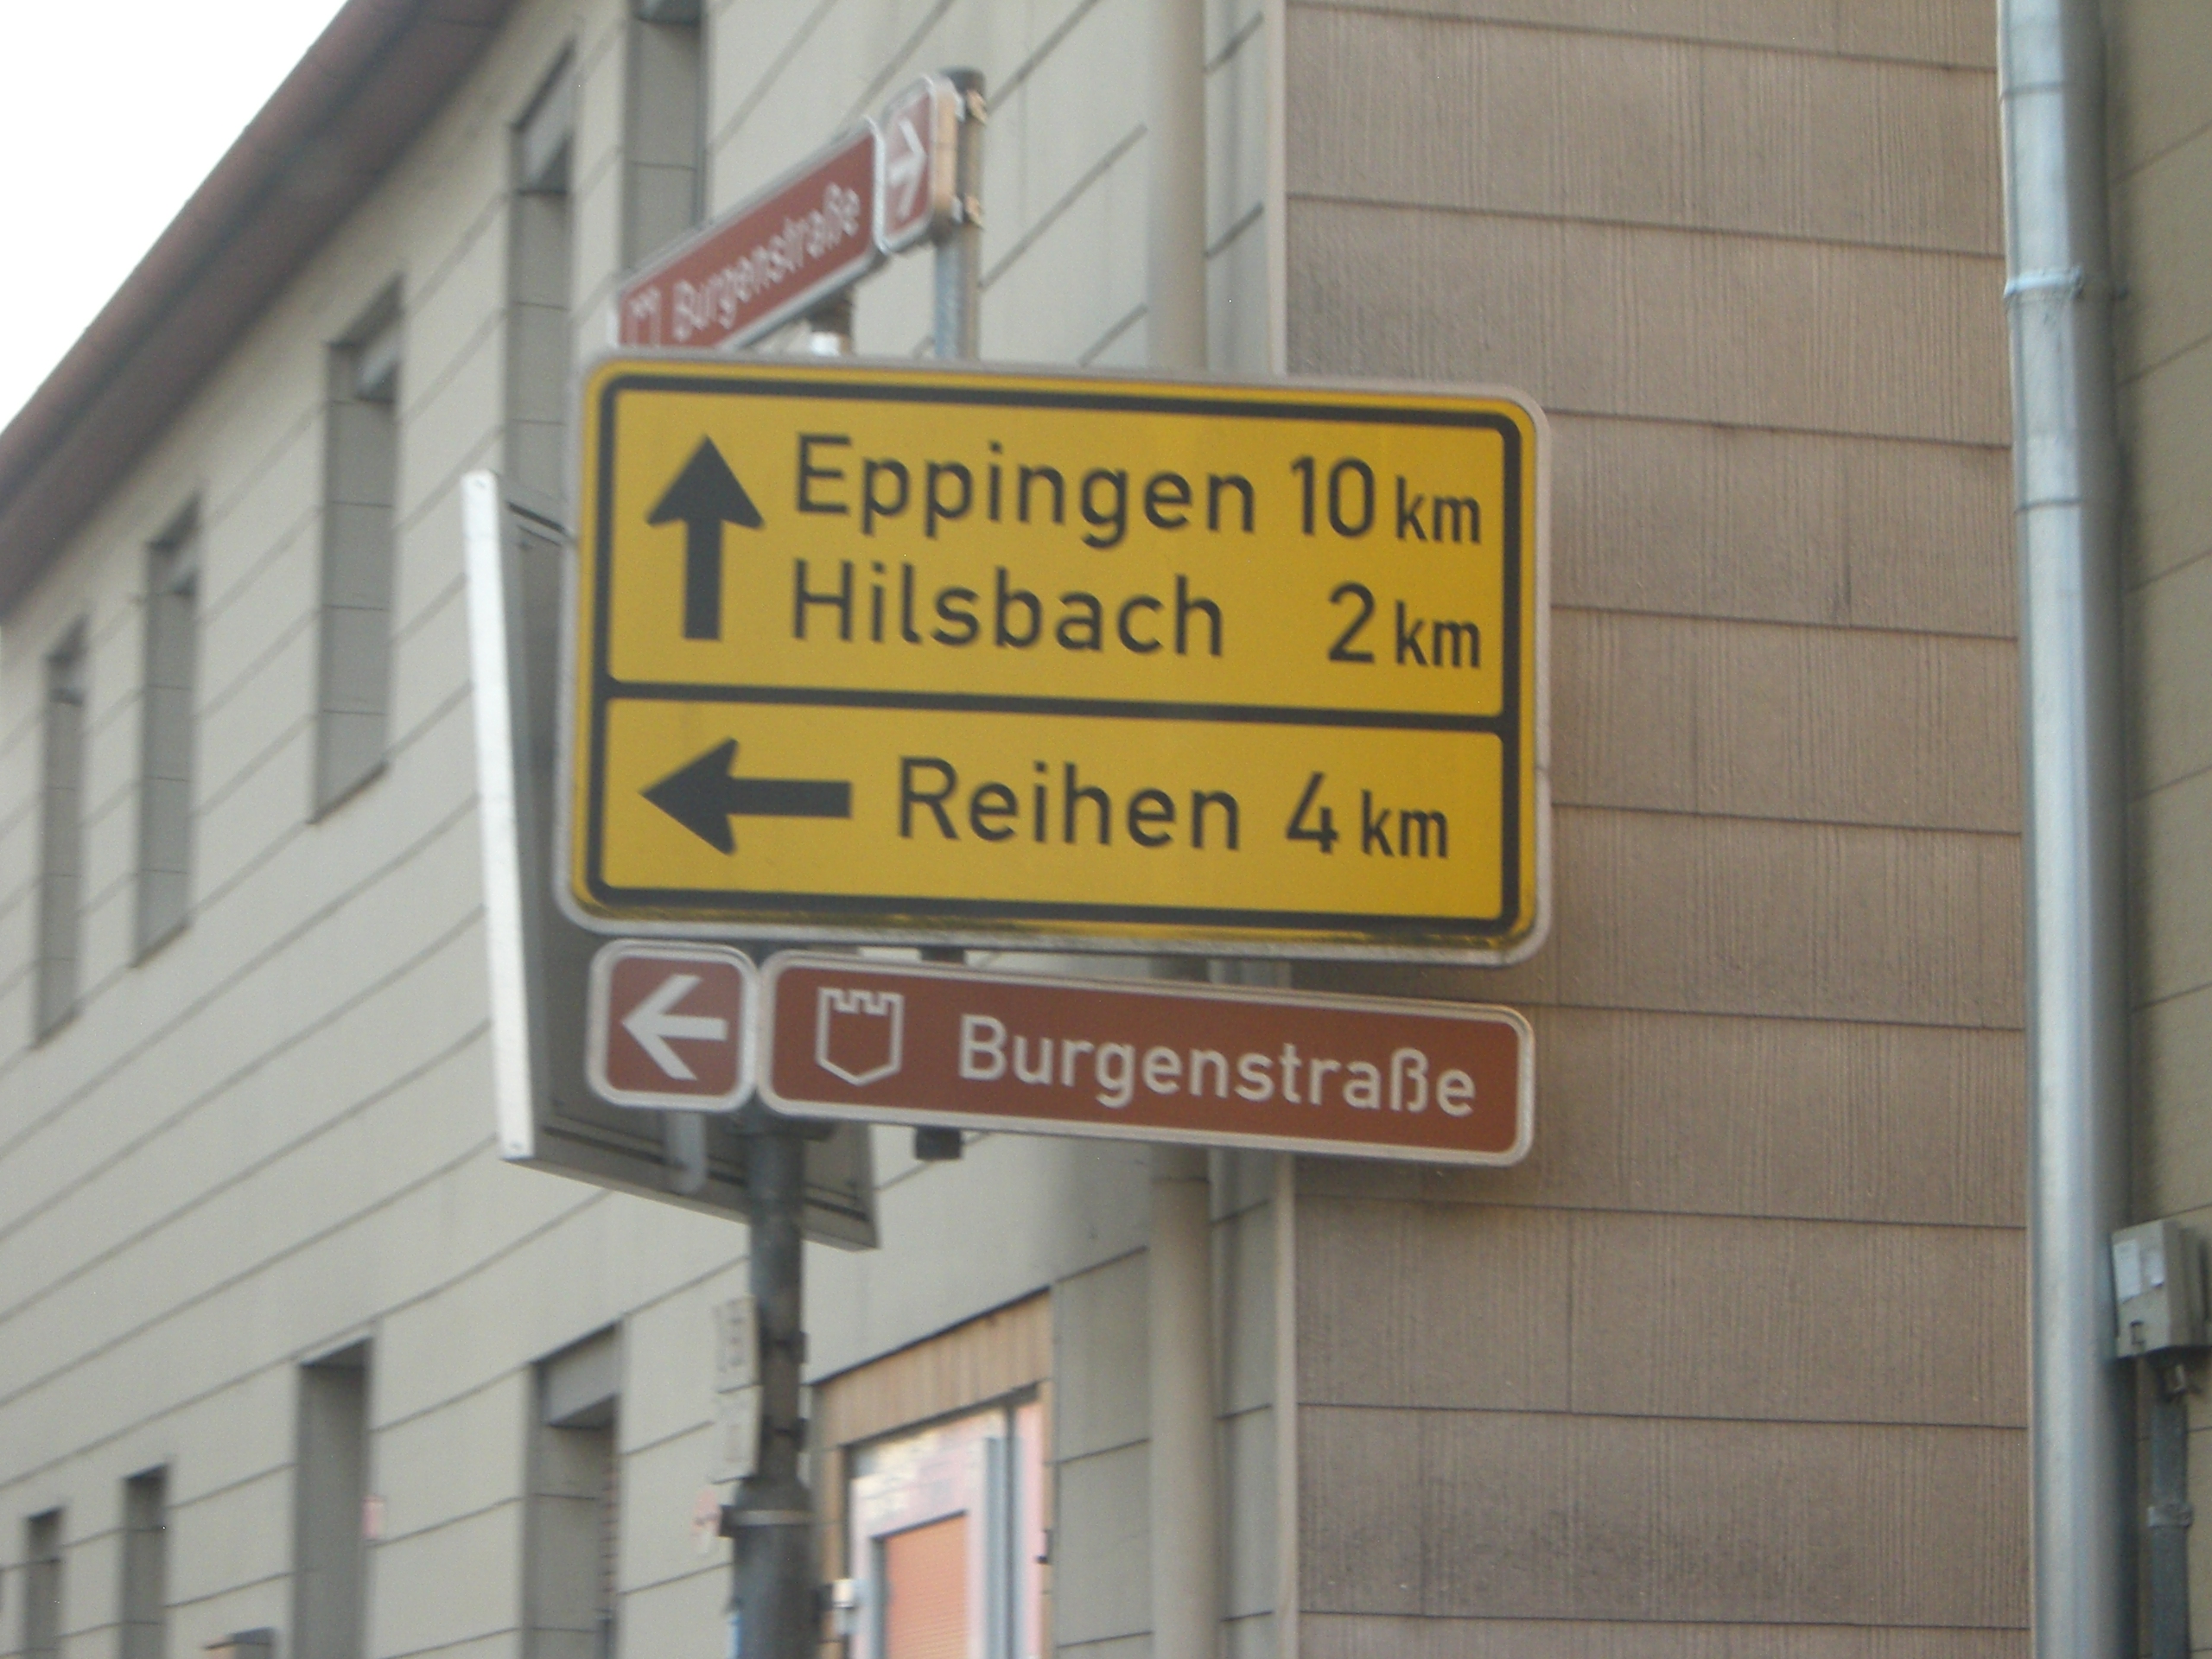 Burgenstraße
Eppingen 10 km
Hilsbach 2 km
Reihen 4 km
Burgenstraße